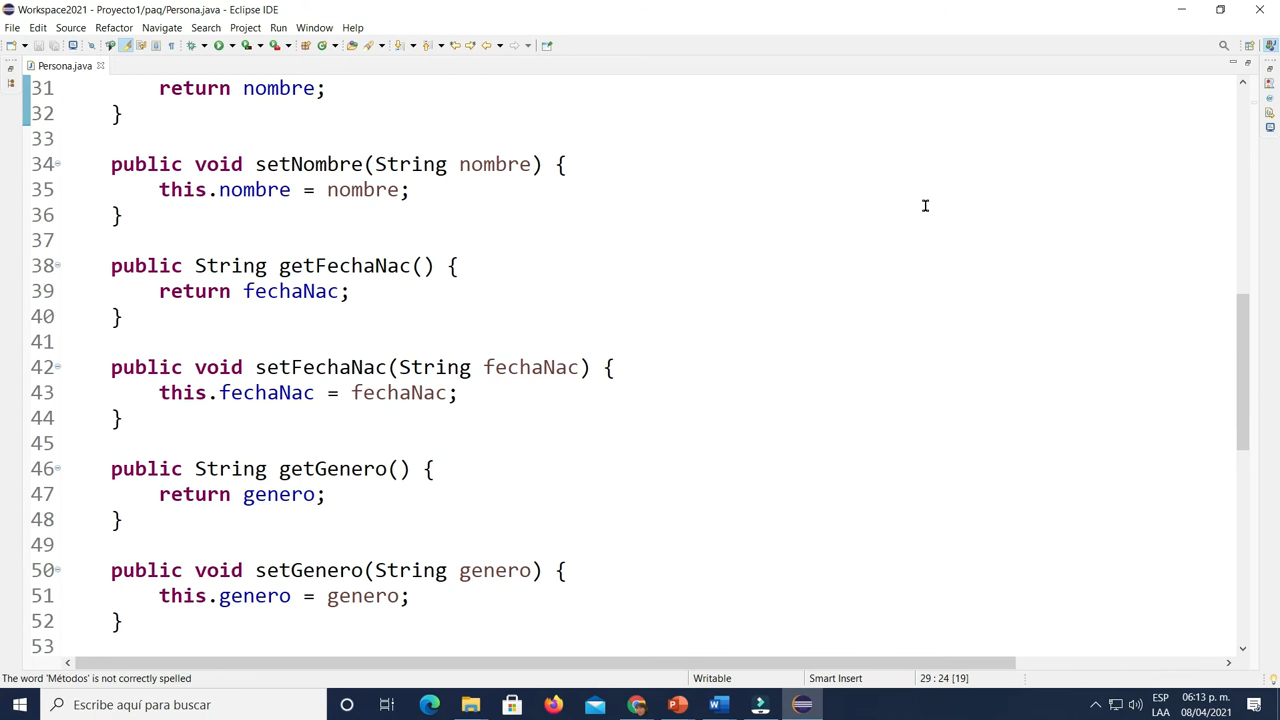 Workspace2021 - Proyecto1/paq/Persona.java - Eclipse IDE
File Edit Source Refactor Navigate Search Project Run Window Help
Persona.java
31 return nombre;
32 }
33
34 public void setNombre(String nombre) {
35 this.nombre = nombre;
36 }
37
38 public String getFechaNac() {
39 return fechaNac;
40 }
41
42 public void setFechaNac(String fechaNac) {
43 this.fechaNac = fechaNac;
44 }
45
46 public String getGenero() {
47 return genero;
48 }
49
50 public void setGenero(String genero) {
51 this.genero = genero;
52 }
53
The word 'Métodos' is not correctly spelled Writable Smart Insert 29 : 24 [19]
Escribe aquí para buscar
ESP 06:13 p. m.
LAA 08/04/2021